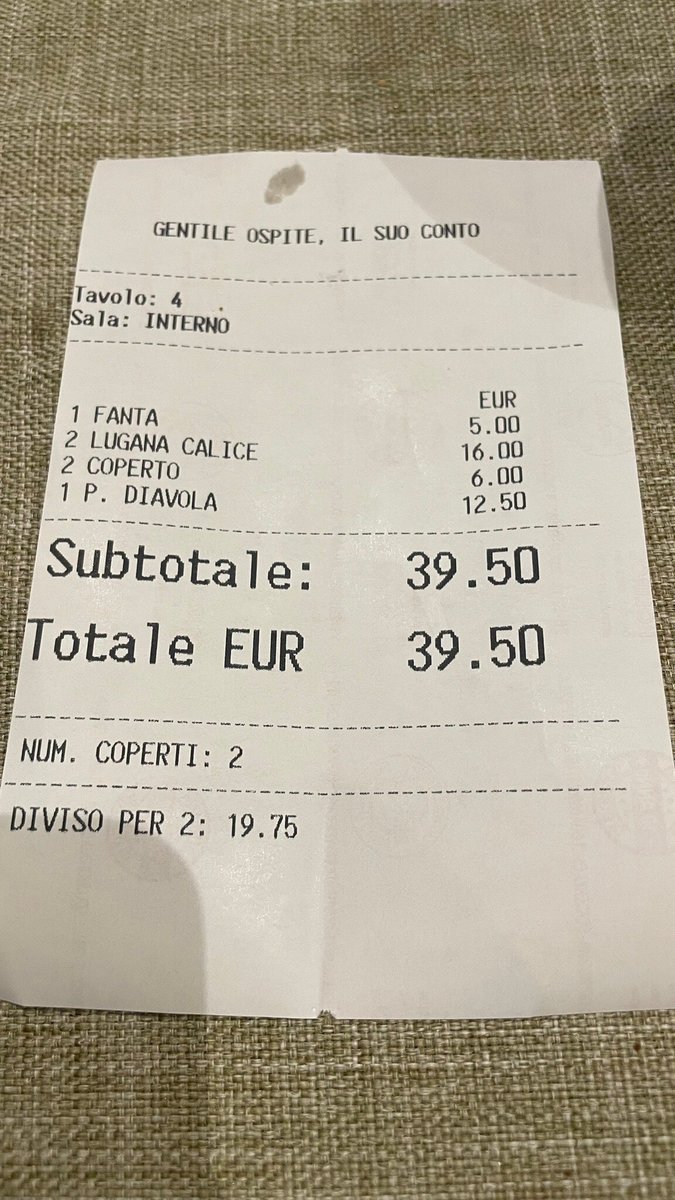 GENTILE OSPITE, IL SUO CONTO
Tavolo: 4
Sala: INTERNO
EUR
1 FANTA 5.00
2 LUGANA CALICE 16.00
2 COPERTO 6.00
1 P. DIAVOLA 12.50
Subtotale: 39.50
Totale EUR 39.50
NUM. COPERTI: 2
DIVISO PER 2: 19.75